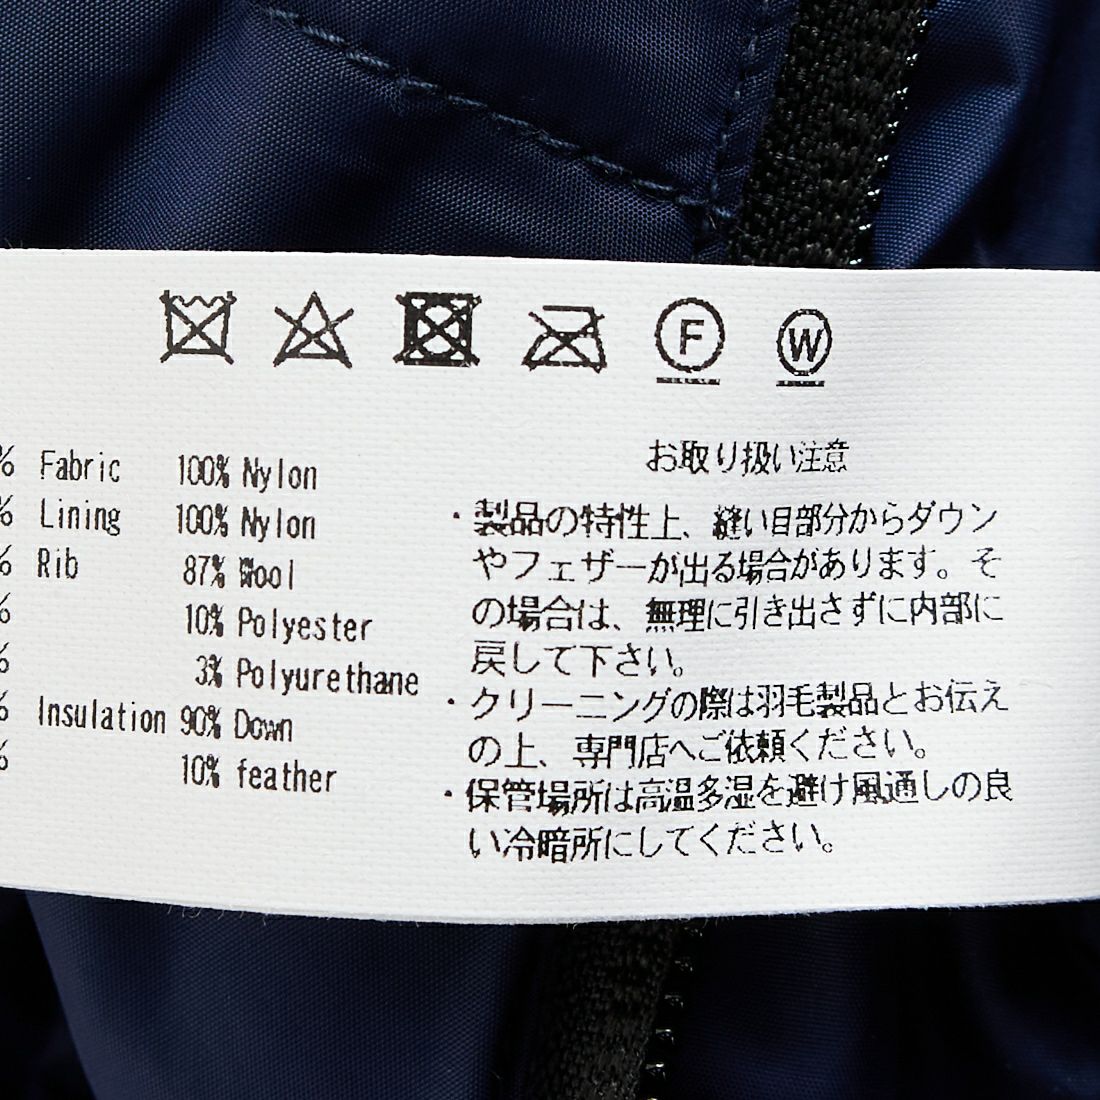 F
W
% Fabric 100% Nylon
% Lining 100% Nylon
% Rib 87% Wool
% 10% Polyester
% 3% Polyurethane
% Insulation 90% Down
% 10% feather
お取り扱い注意
・製品の特性上、縫い目部分からダウン
やフェザーが出る場合があります。そ
の場合は、無理に引き出さずに内部に
戻して下さい。
・クリーニングの際は羽毛製品とお伝え
の上、専門店へご依頼ください。
・保管場所は高温多湿を避け風通しの良
い冷暗所にしてください。